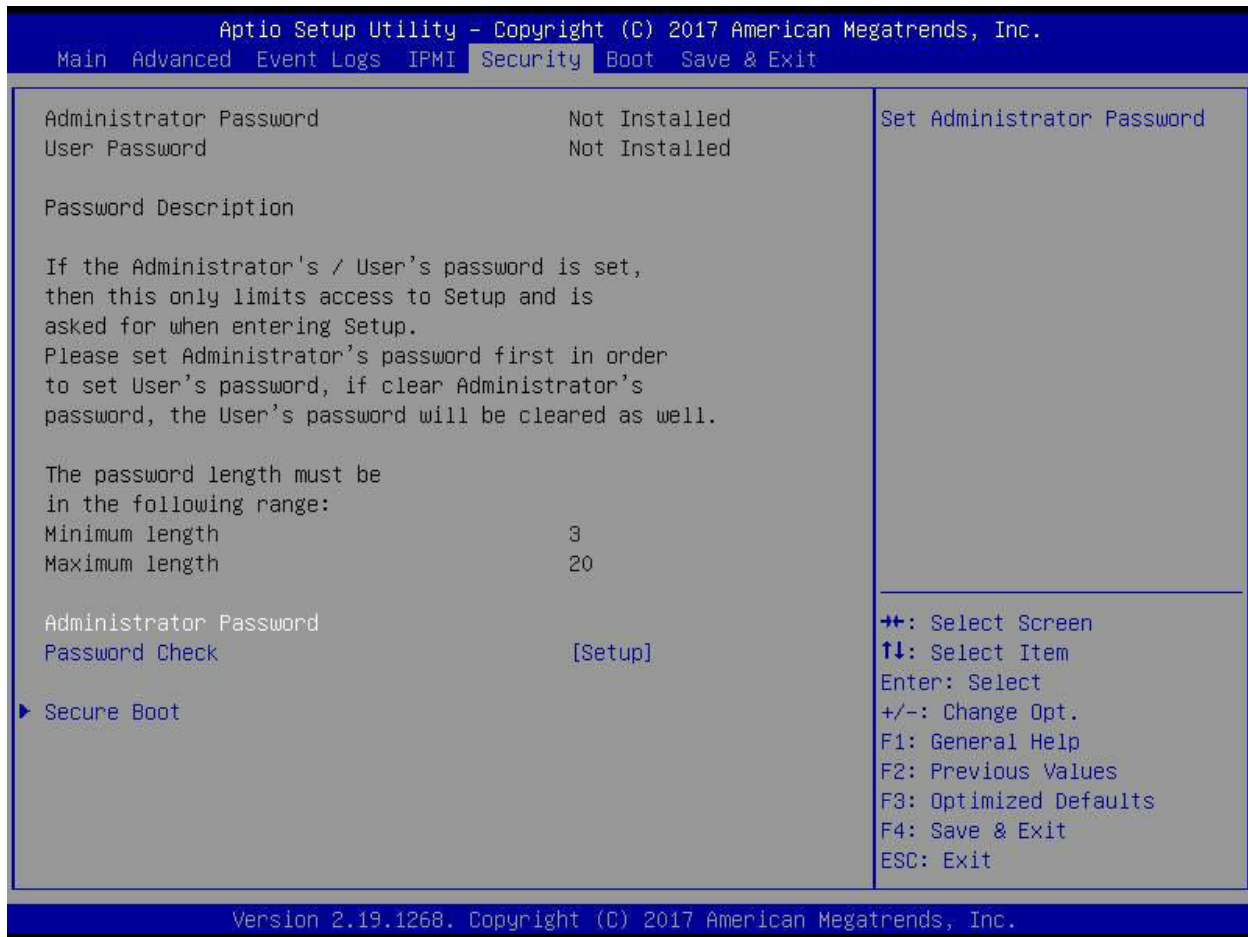 Aptio Setup Utility – Copyright (C) 2017 American Megatrends, Inc.
Main Advanced Event Logs IPMI Security Boot Save & Exit
Administrator Password Not Installed
User Password Not Installed
Password Description
If the Administrator's / User's password is set,
then this only limits access to Setup and is
asked for when entering Setup.
Please set Administrator's password first in order
to set User's password, if clear Administrator's
password, the User's password will be cleared as well.
The password length must be
in the following range:
Minimum length 3
Maximum length 20
Administrator Password
Password Check [Setup]
▶ Secure Boot
Set Administrator Password
→←: Select Screen
↑↓: Select Item
Enter: Select
+/-: Change Opt.
F1: General Help
F2: Previous Values
F3: Optimized Defaults
F4: Save & Exit
ESC: Exit
Version 2.19.1268. Copyright (C) 2017 American Megatrends, Inc.